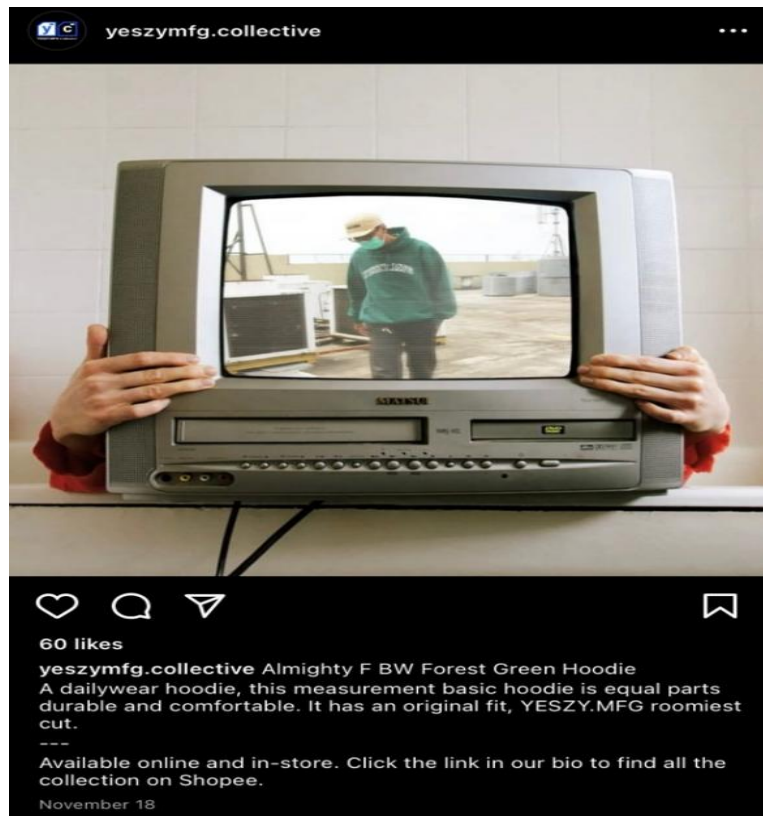 yeszymfg.collective
MATSUI
60 likes
yeszymfg.collective Almighty F BW Forest Green Hoodie
A dailywear hoodie, this measurement basic hoodie is equal parts
durable and comfortable. It has an original fit, YESZY.MFG roomiest
cut.
---
Available online and in-store. Click the link in our bio to find all the
collection on Shopee.
November 18